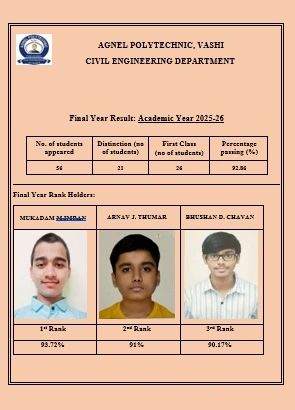 AGNEL POLYTECHNIC, VASHI
CIVIL ENGINEERING DEPARTMENT
Final Year Result: Academic Year 2025-26
No. of students appeared
Distinction (no of students)
First Class (no of students)
Percentage passing (%)
56
21
26
92.86
Final Year Rank Holders:
MUKADAM
ARNAV J. THUMAR
BHUSHAN D. CHAVAN
1st Rank
2nd Rank
3rd Rank
93.72%
91%
90.17%